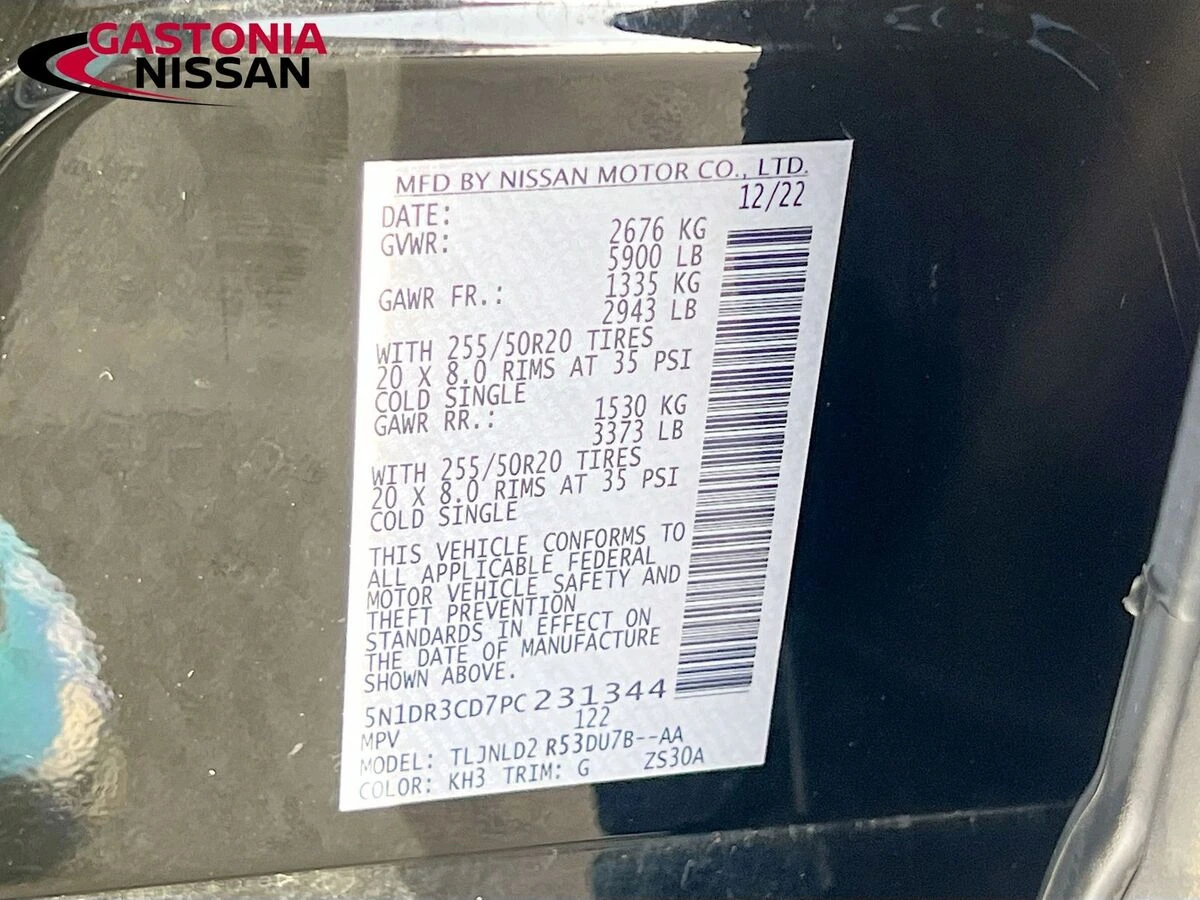 GASTONIA
NISSAN
MFD BY NISSAN MOTOR CO., LTD.
DATE: 12/22
GVWR: 2676 KG
5900 LB
GAWR FR.: 1335 KG
2943 LB
WITH 255/50R20 TIRES
20 X 8.0 RIMS AT 35 PSI
COLD SINGLE
GAWR RR.: 1530 KG
3373 LB
WITH 255/50R20 TIRES
20 X 8.0 RIMS AT 35 PSI
COLD SINGLE
THIS VEHICLE CONFORMS TO
ALL APPLICABLE FEDERAL
MOTOR VEHICLE SAFETY AND
THEFT PREVENTION
STANDARDS IN EFFECT ON
THE DATE OF MANUFACTURE
SHOWN ABOVE.
5N1DR3CD7PC231344
MPV 122
MODEL: TLJNLD2 R53DU7B--AA
COLOR: KH3 TRIM: G ZS30A